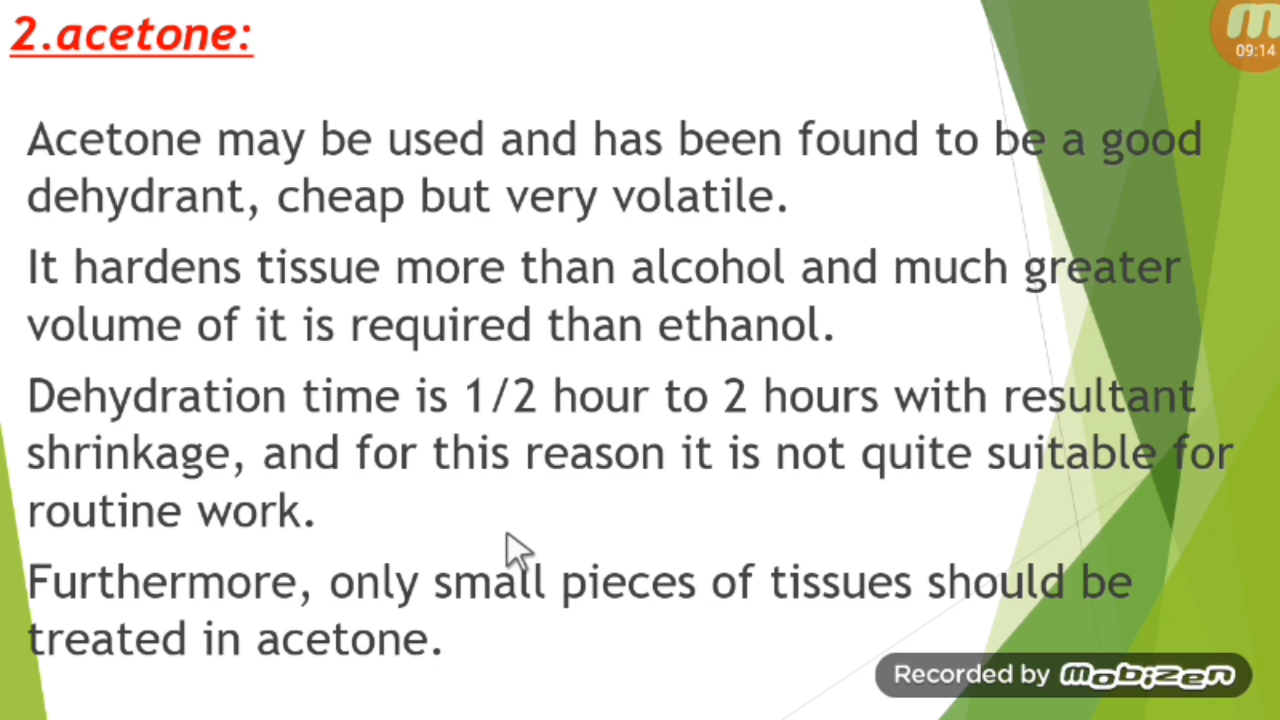 2.acetone:
09:14
Acetone may be used and has been found to be a good
dehydrant, cheap but very volatile.
It hardens tissue more than alcohol and much greater
volume of it is required than ethanol.
Dehydration time is 1/2 hour to 2 hours with resultant
shrinkage, and for this reason it is not quite suitable for
routine work.
Furthermore, only small pieces of tissues should be
treated in acetone.
Recorded by mobizen